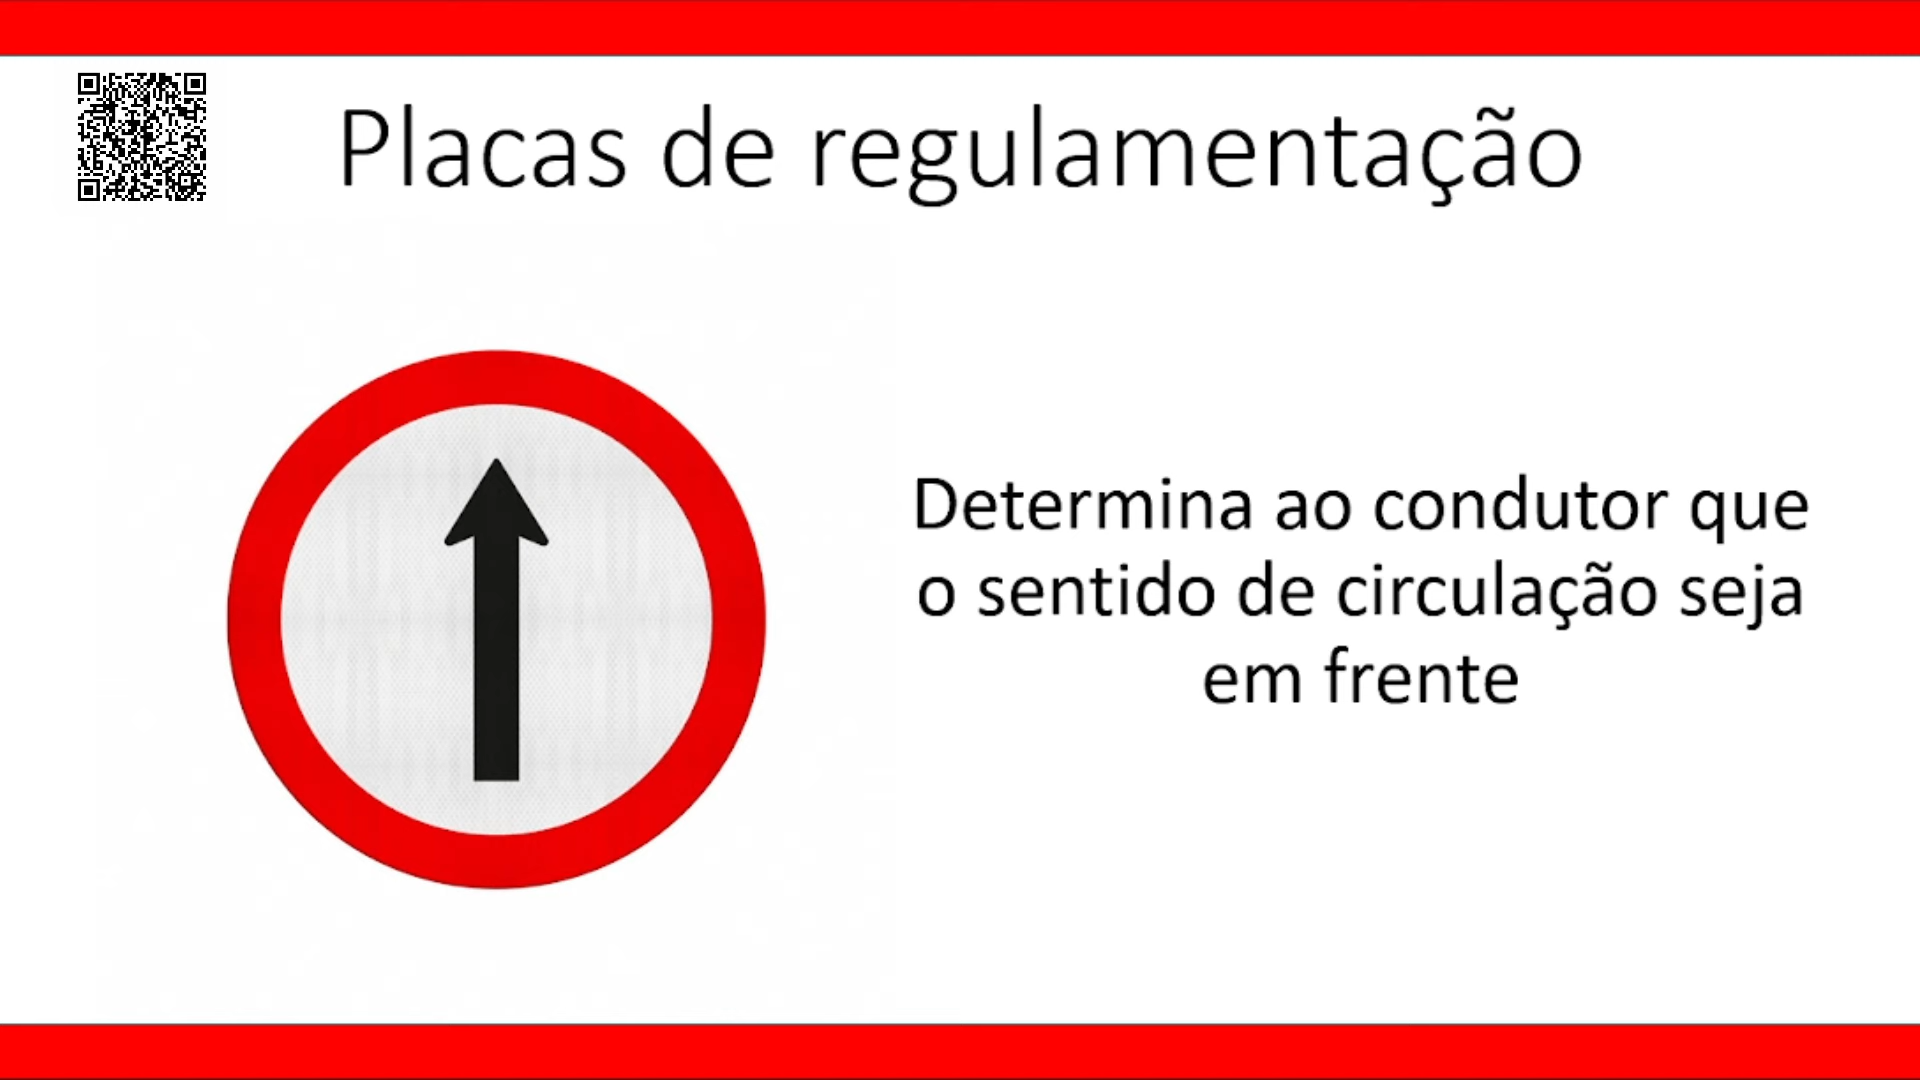 Placas de regulamentação
Determina ao condutor que
o sentido de circulação seja
em frente